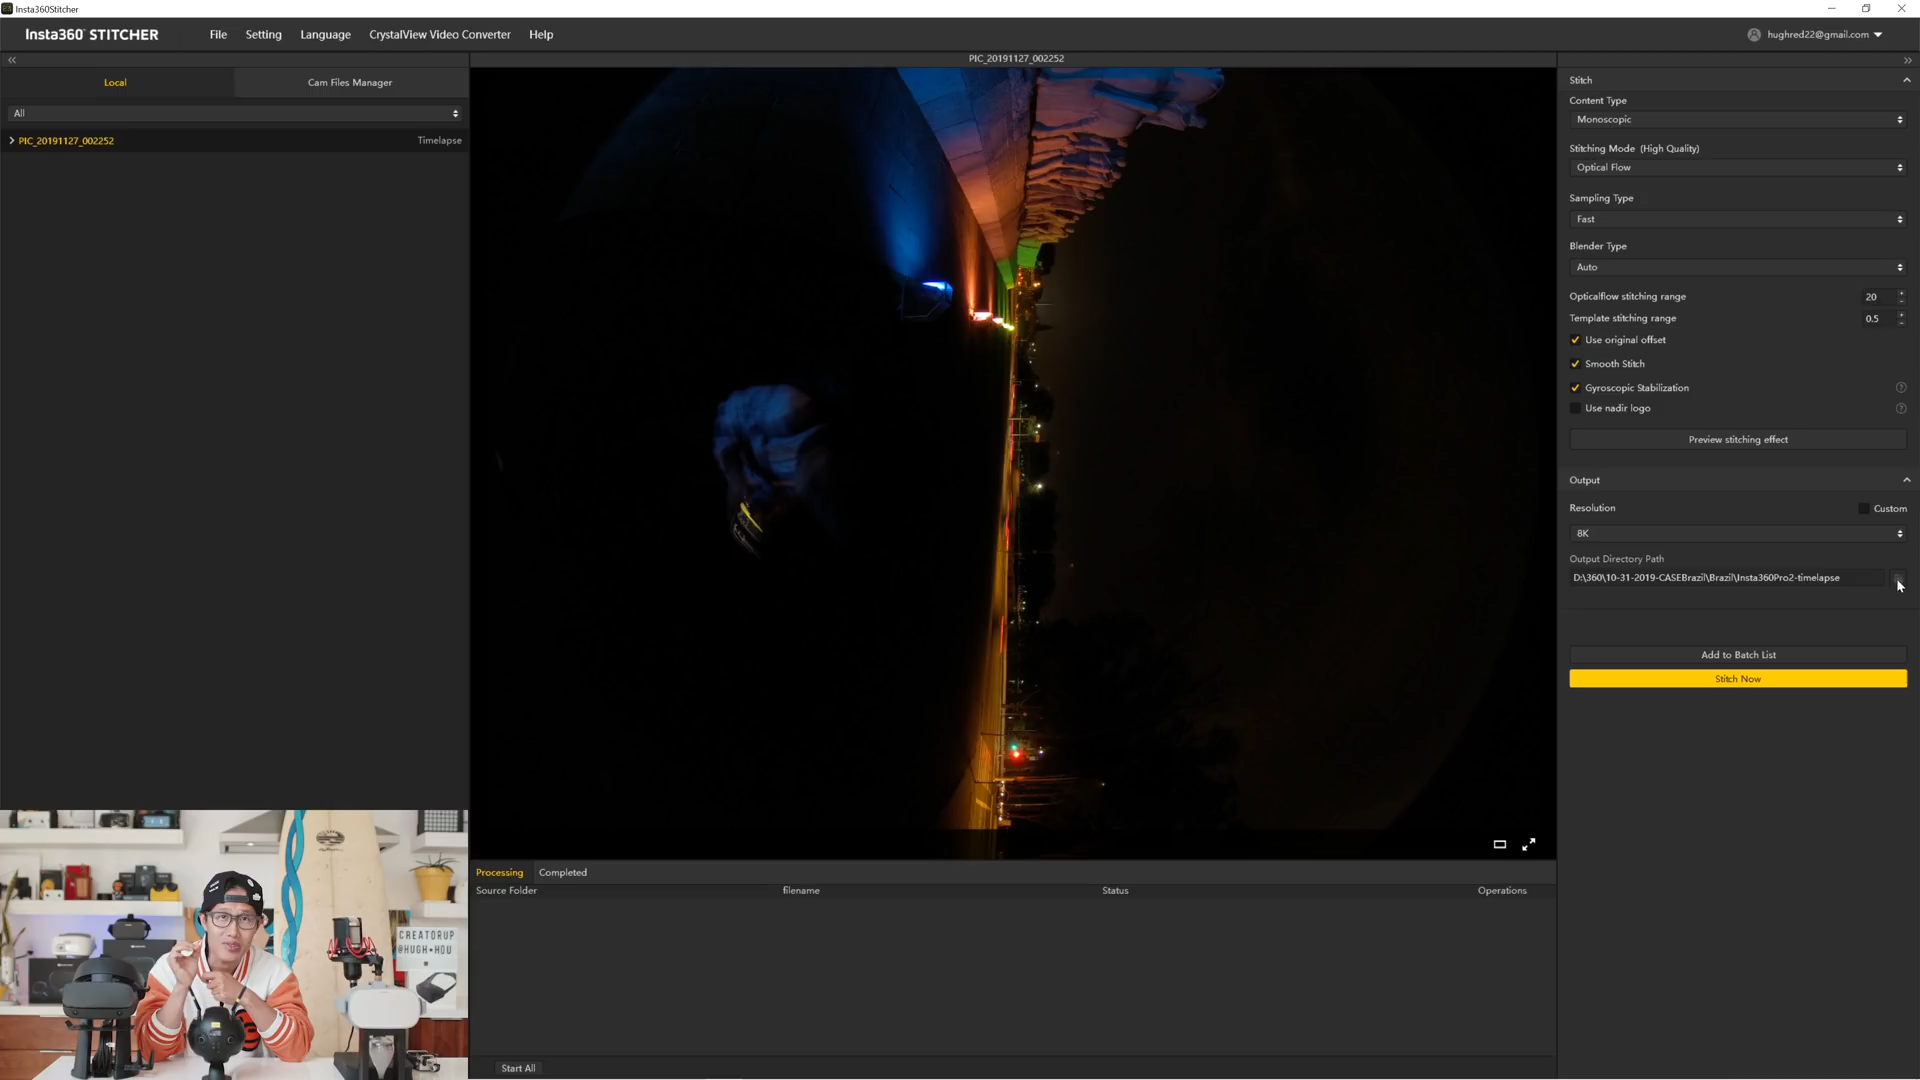 Insta360Stitcher
Insta360 STITCHER
File
Setting
Language
CrystalView Video Converter
Help
hughred22@gmail.com
Local
Cam Files Manager
All
PIC_20191127_002252
Timelapse
PIC_20191127_002252
Stitch
Content Type
Monoscopic
Stitching Mode (High Quality)
Optical Flow
Sampling Type
Fast
Blender Type
Auto
Opticalflow stitching range 20
Template stitching range 0.5
Use original offset
Smooth Stitch
Gyroscopic Stabilization
Use nadir logo
Preview stitching effect
Output
Resolution
Custom
8K
Output Directory Path
D:\360\10-31-2019-CASEBrazil\Brazil\Insta360Pro2-timelapse
Add to Batch List
Stitch Now
Processing
Completed
Source Folder
filename
Status
Operations
Start All
CREATORUP
@HUGH*HOU